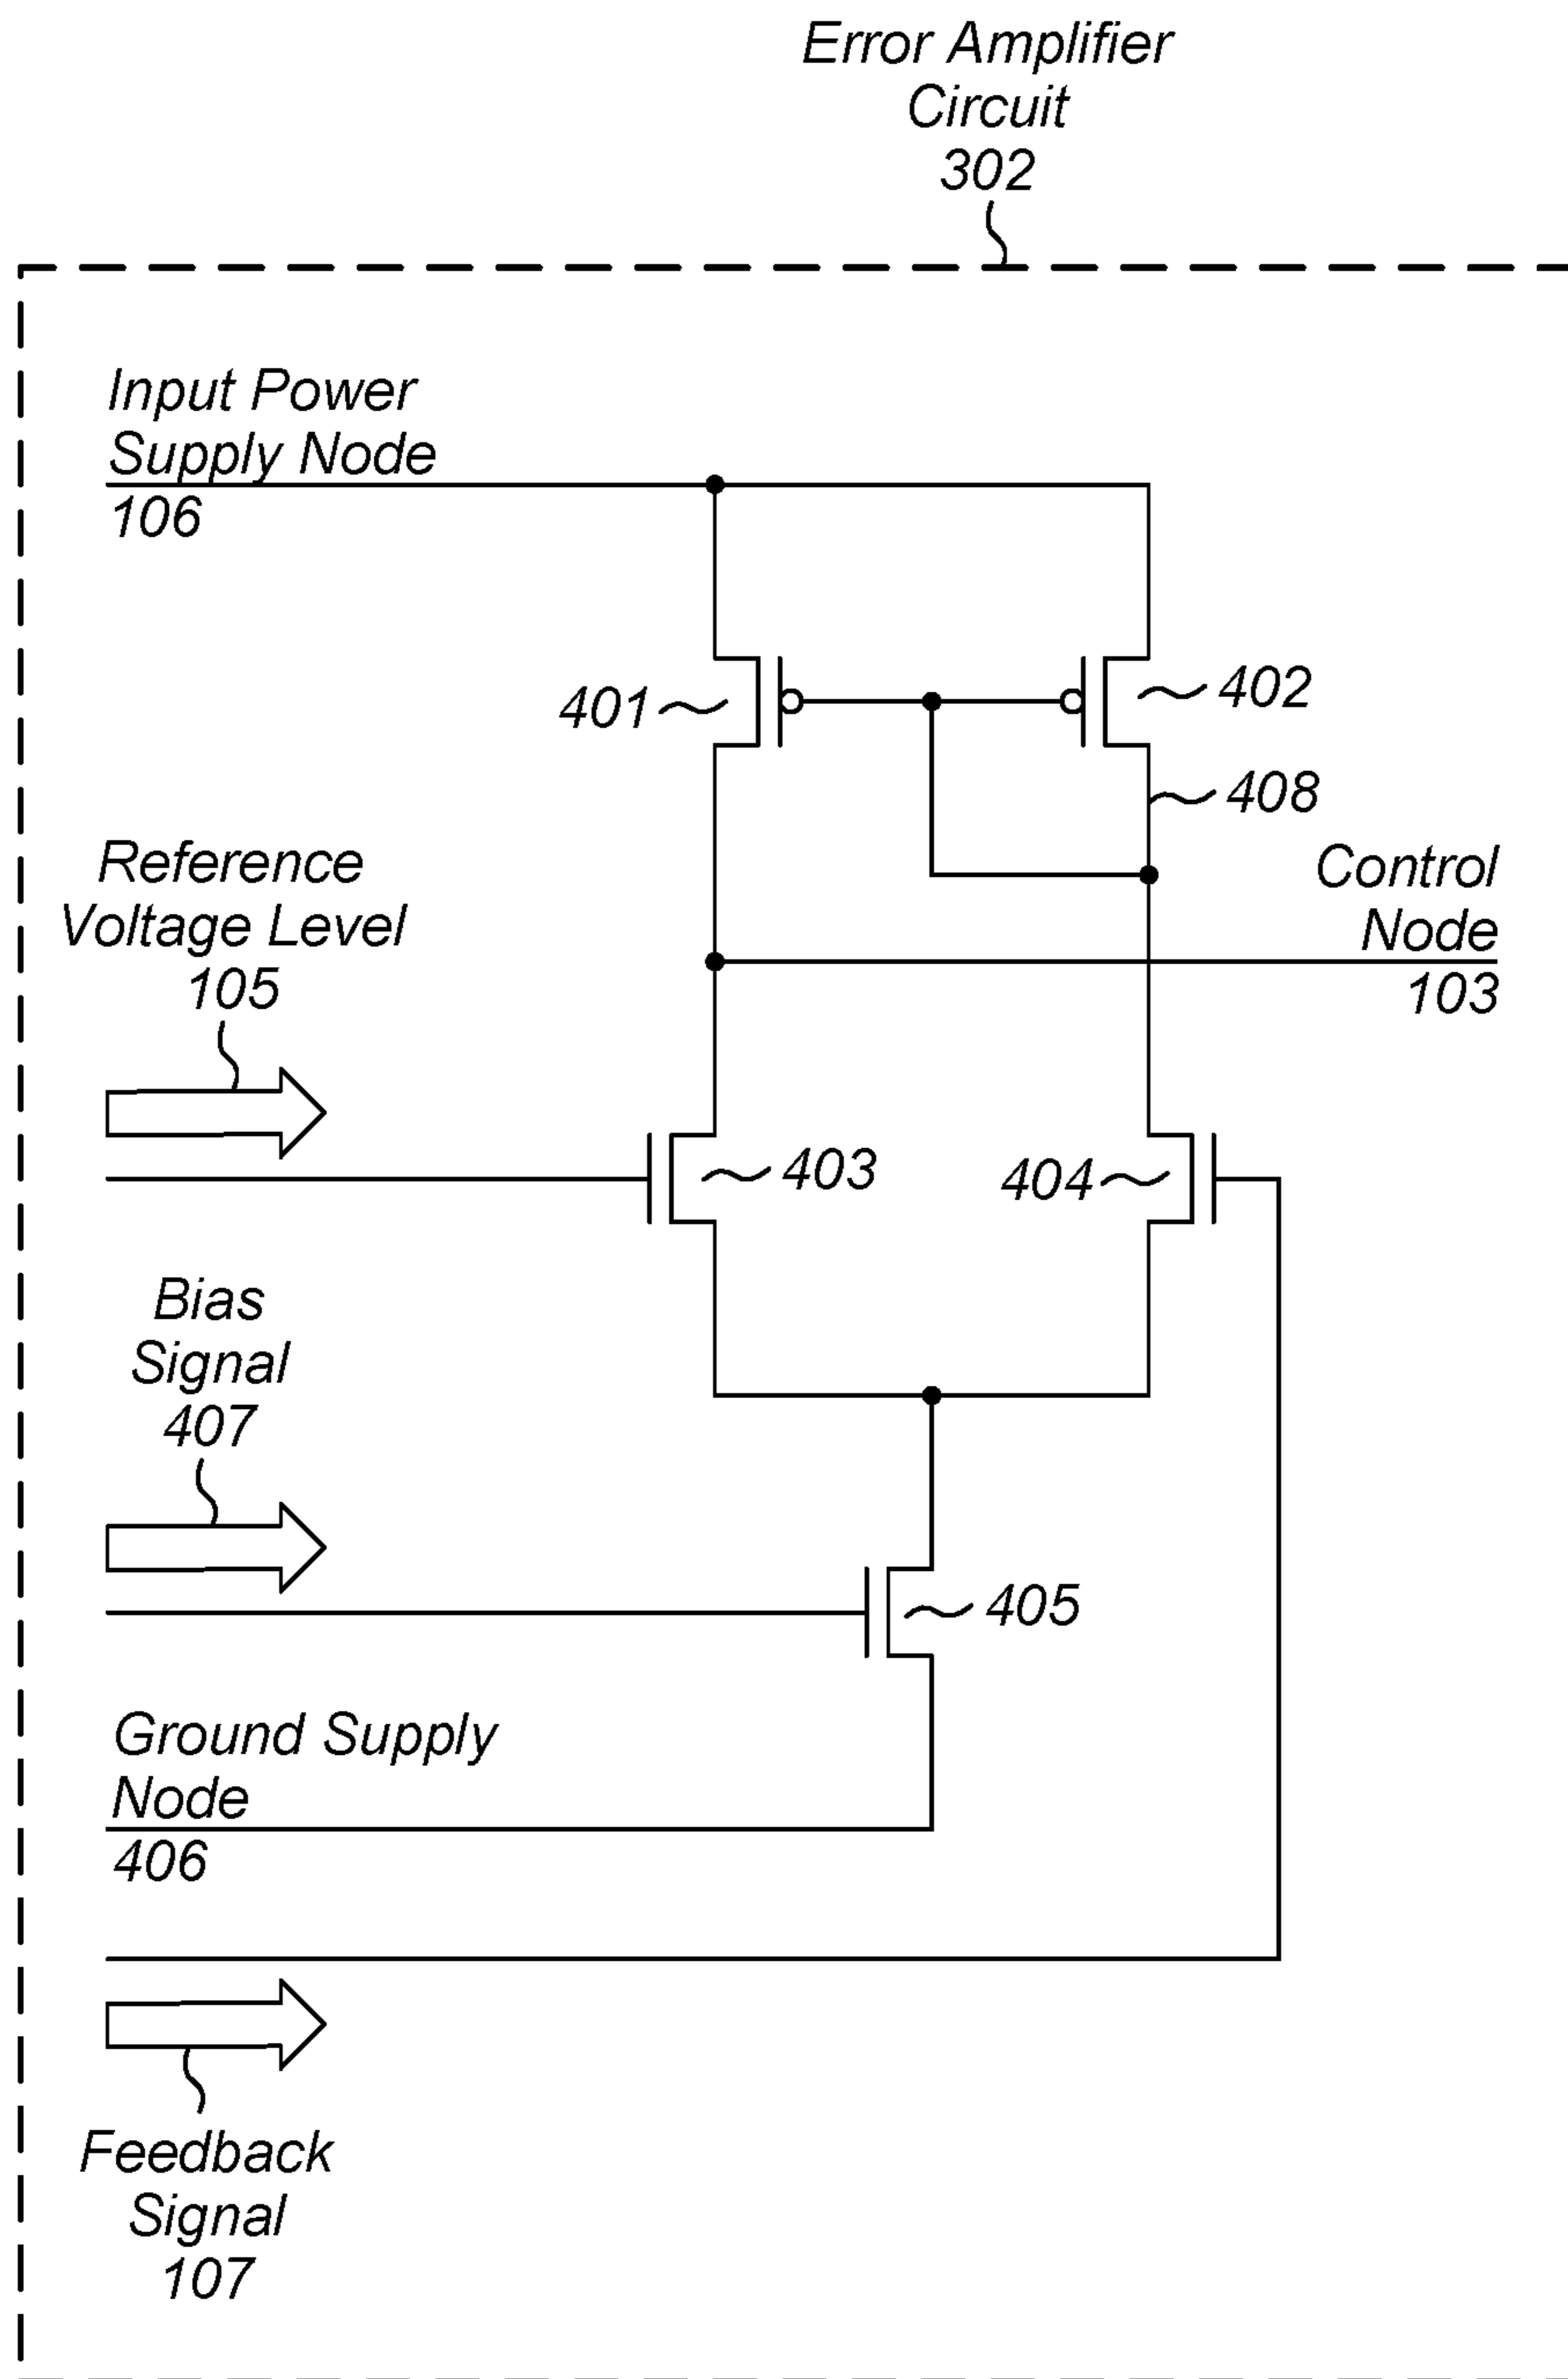 Error Amplifier
Circuit
302
Input Power
Supply Node
106
401
402
408
Control
Node
103
Reference
Voltage Level
105
403
404
Bias
Signal
407
405
Ground Supply
Node
406
Feedback
Signal
107